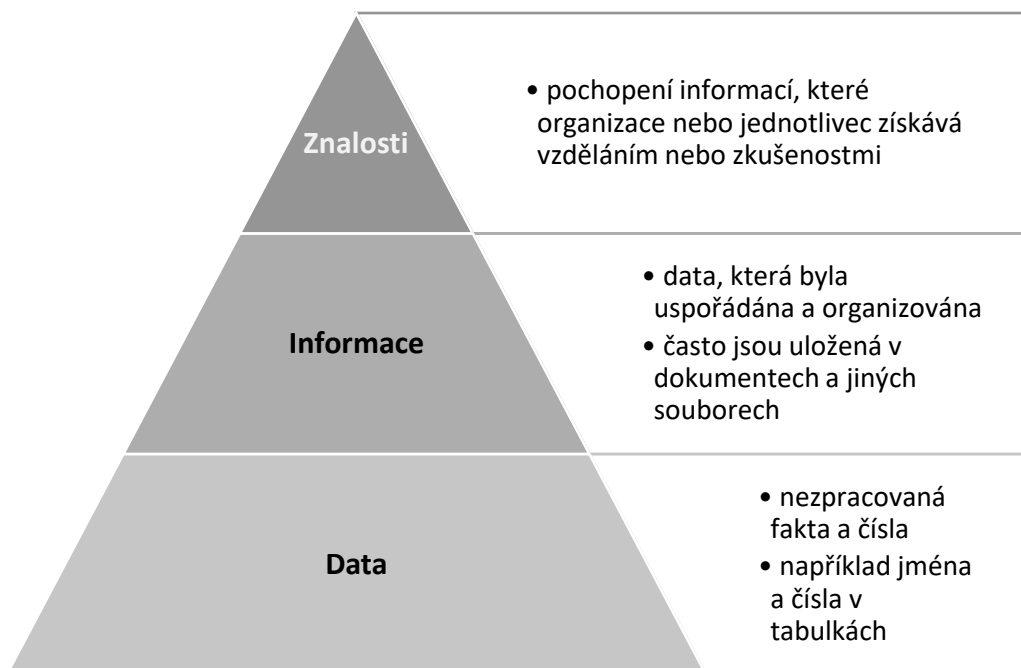 Znalosti
• pochopení informací, které
organizace nebo jednotlivec získává
vzděláním nebo zkušenostmi
Informace
• data, která byla
uspořádána a organizována
• často jsou uložená v
dokumentech a jiných
souborech
Data
• nezpracovaná
fakta a čísla
• například jména
a čísla v
tabulkách